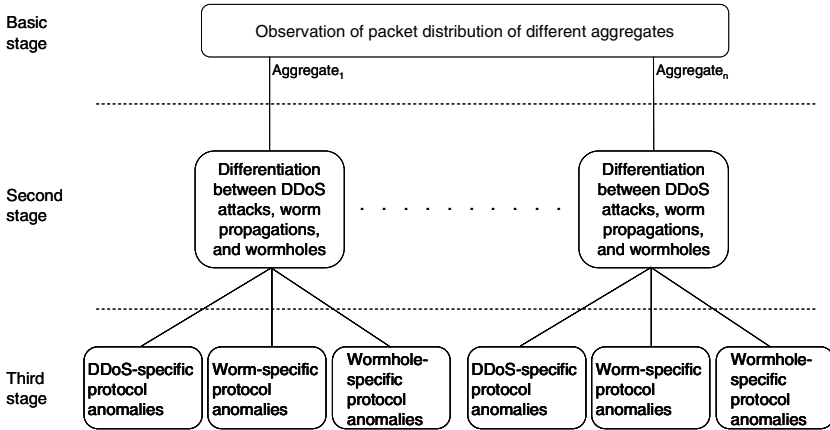 Basic
stage
Observation of packet distribution of different aggregates
Aggregate1
Aggregaten
Second
stage
Differentiation
between DDoS
attacks, worm
propagations,
and wormholes
. . . . . . . . . .
Differentiation
between DDoS
attacks, worm
propagations,
and wormholes
Third
stage
DDoS-specific
protocol
anomalies
Worm-specific
protocol
anomalies
Wormhole-
specific
protocol
anomalies
DDoS-specific
protocol
anomalies
Worm-specific
protocol
anomalies
Wormhole-
specific
protocol
anomalies